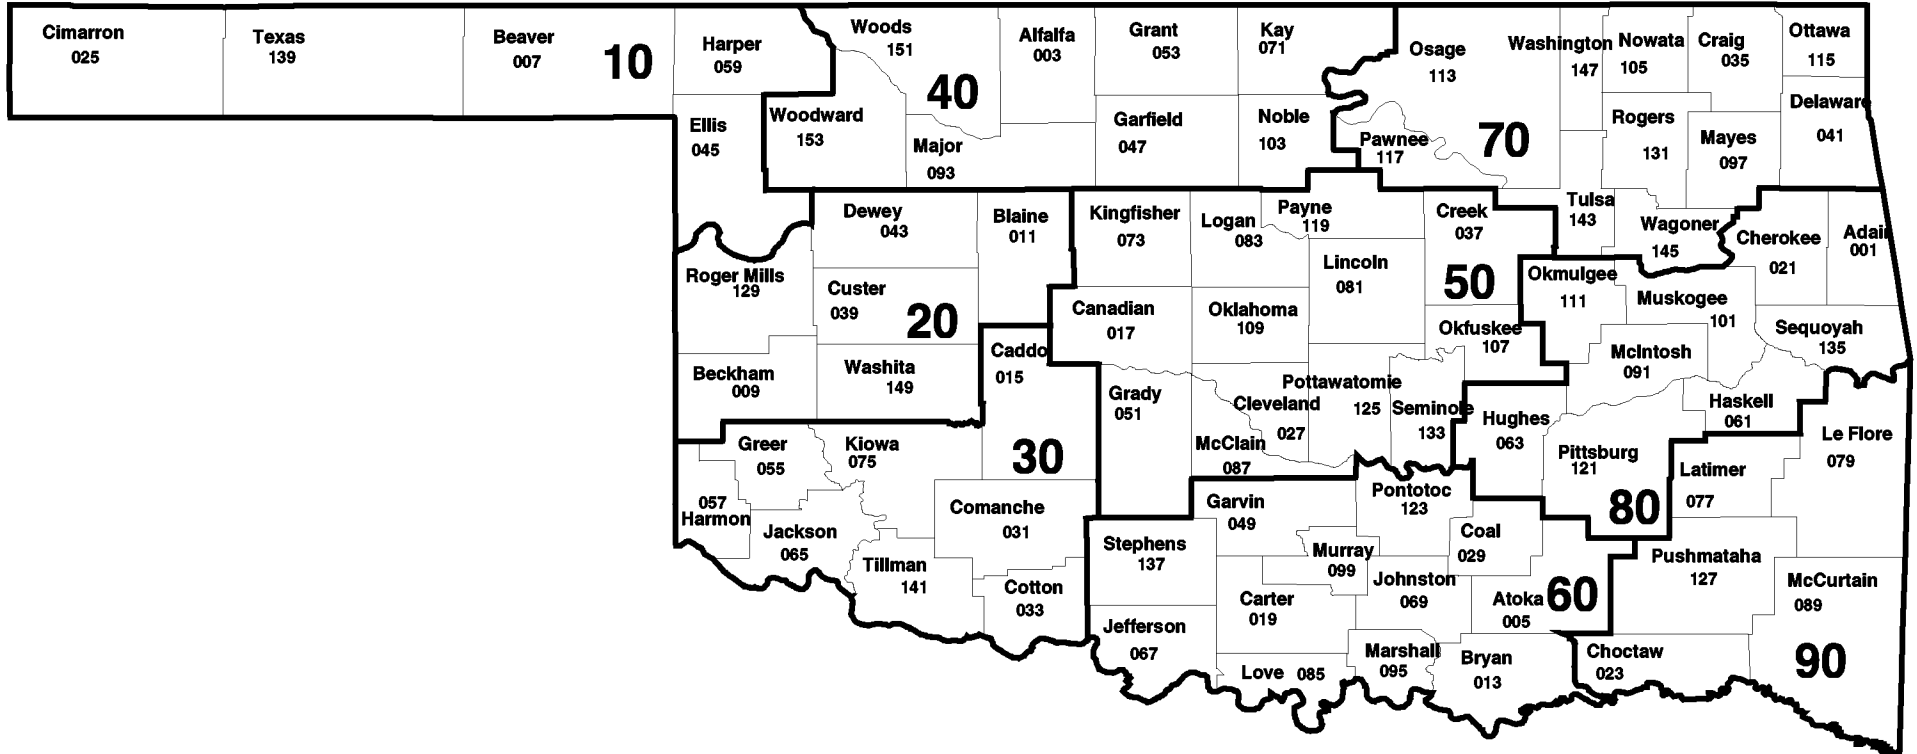 Cimarron
025
Texas
139
Beaver
007
10
Harper
059
Woods
151
40
Alfalfa
003
Grant
053
Kay
071
Osage
113
Washington
147
Nowata
105
Craig
035
Ottawa
115
Ellis
045
Woodward
153
Major
093
Garfield
047
Noble
103
Pawnee
117
70
Rogers
131
Mayes
097
Delaware
041
Dewey
043
Blaine
011
Kingfisher
073
Logan
083
Payne
119
Creek
037
Tulsa
143
Wagoner
145
Cherokee
021
Adair
001
Roger Mills
129
Custer
039
20
Canadian
017
Oklahoma
109
Lincoln
081
50
Okmulgee
111
Muskogee
101
Okfuskee
107
McIntosh
091
Sequoyah
135
Beckham
009
Washita
149
Caddo
015
Grady
051
Pottawatomie
125
Cleveland
027
McClain
087
Seminole
133
Hughes
063
Haskell
061
Le Flore
079
Greer
055
Kiowa
075
30
Pittsburg
121
80
Latimer
077
057
Harmon
Jackson
065
Comanche
031
Garvin
049
Pontotoc
123
Coal
029
Tillman
141
Cotton
033
Stephens
137
Murray
099
Johnston
069
Atoka
005
60
Pushmataha
127
McCurtain
089
Carter
019
Jefferson
067
Love 085
Marshall
095
Bryan
013
Choctaw
023
90